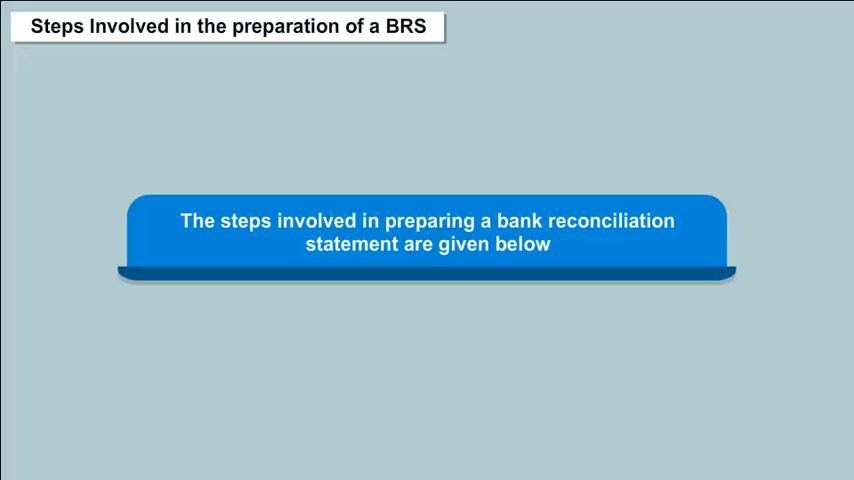 Steps Involved in the preparation of a BRS
The steps involved in preparing a bank reconciliation
statement are given below